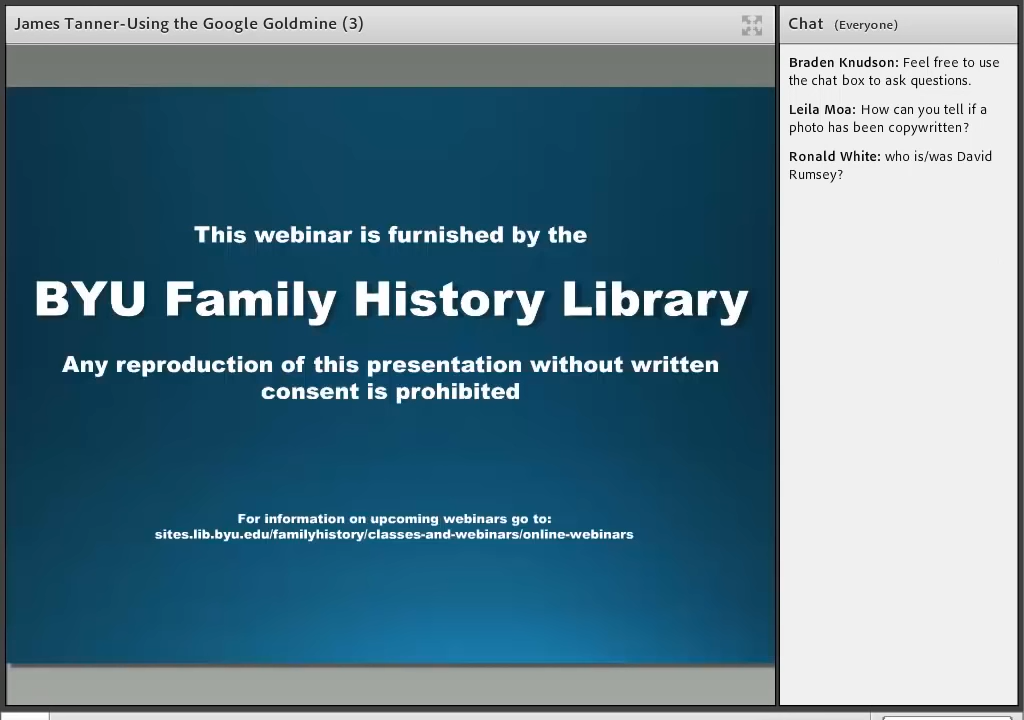 James Tanner-Using the Google Goldmine (3)
This webinar is furnished by the
BYU Family History Library
Any reproduction of this presentation without written
consent is prohibited
For information on upcoming webinars go to:
sites.lib.byu.edu/familyhistory/classes-and-webinars/online-webinars
Chat (Everyone)
Braden Knudson: Feel free to use
the chat box to ask questions.
Leila Moa: How can you tell if a
photo has been copywritten?
Ronald White: who is/was David
Rumsey?